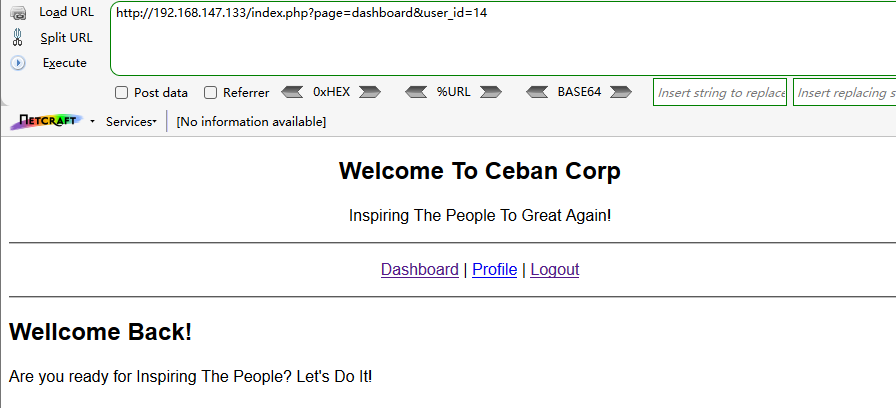 Load URL
http://192.168.147.133/index.php?page=dashboard&user_id=14
Split URL
Execute
Post data Referrer 0xHEX %URL BASE64 Insert string to replace Insert replacing s
NETCRAFT Services [No information available]
Welcome To Ceban Corp
Inspiring The People To Great Again!
Dashboard | Profile | Logout
Wellcome Back!
Are you ready for Inspiring The People? Let's Do It!